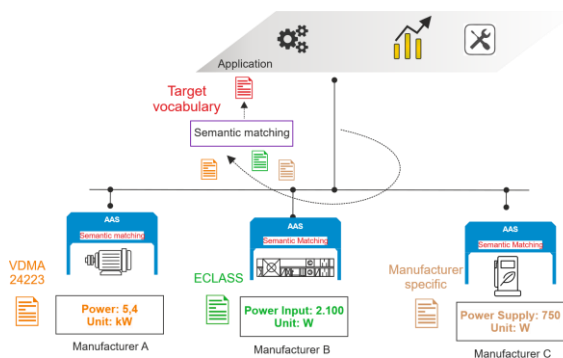 Application
Target
vocabulary
Semantic matching
AAS
Semantic matching
VDMA
24223
Power: 5,4
Unit: kW
Manufacturer A
AAS
Semantic Matching
ECLASS
Power Input: 2.100
Unit: W
Manufacturer B
AAS
Semantic Matching
Manufacturer
specific
Power Supply: 750
Unit: W
Manufacturer C